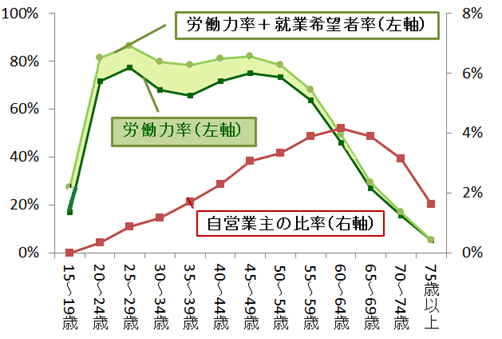 労働力率＋就業希望者率(左軸)
労働力率(左軸)
自営業主の比率(右軸)
100%
80%
60%
40%
20%
0%
8%
6%
4%
2%
0%
15～19歳
20～24歳
25～29歳
30～34歳
35～39歳
40～44歳
45～49歳
50～54歳
55～59歳
60～64歳
65～69歳
70～74歳
75歳以上